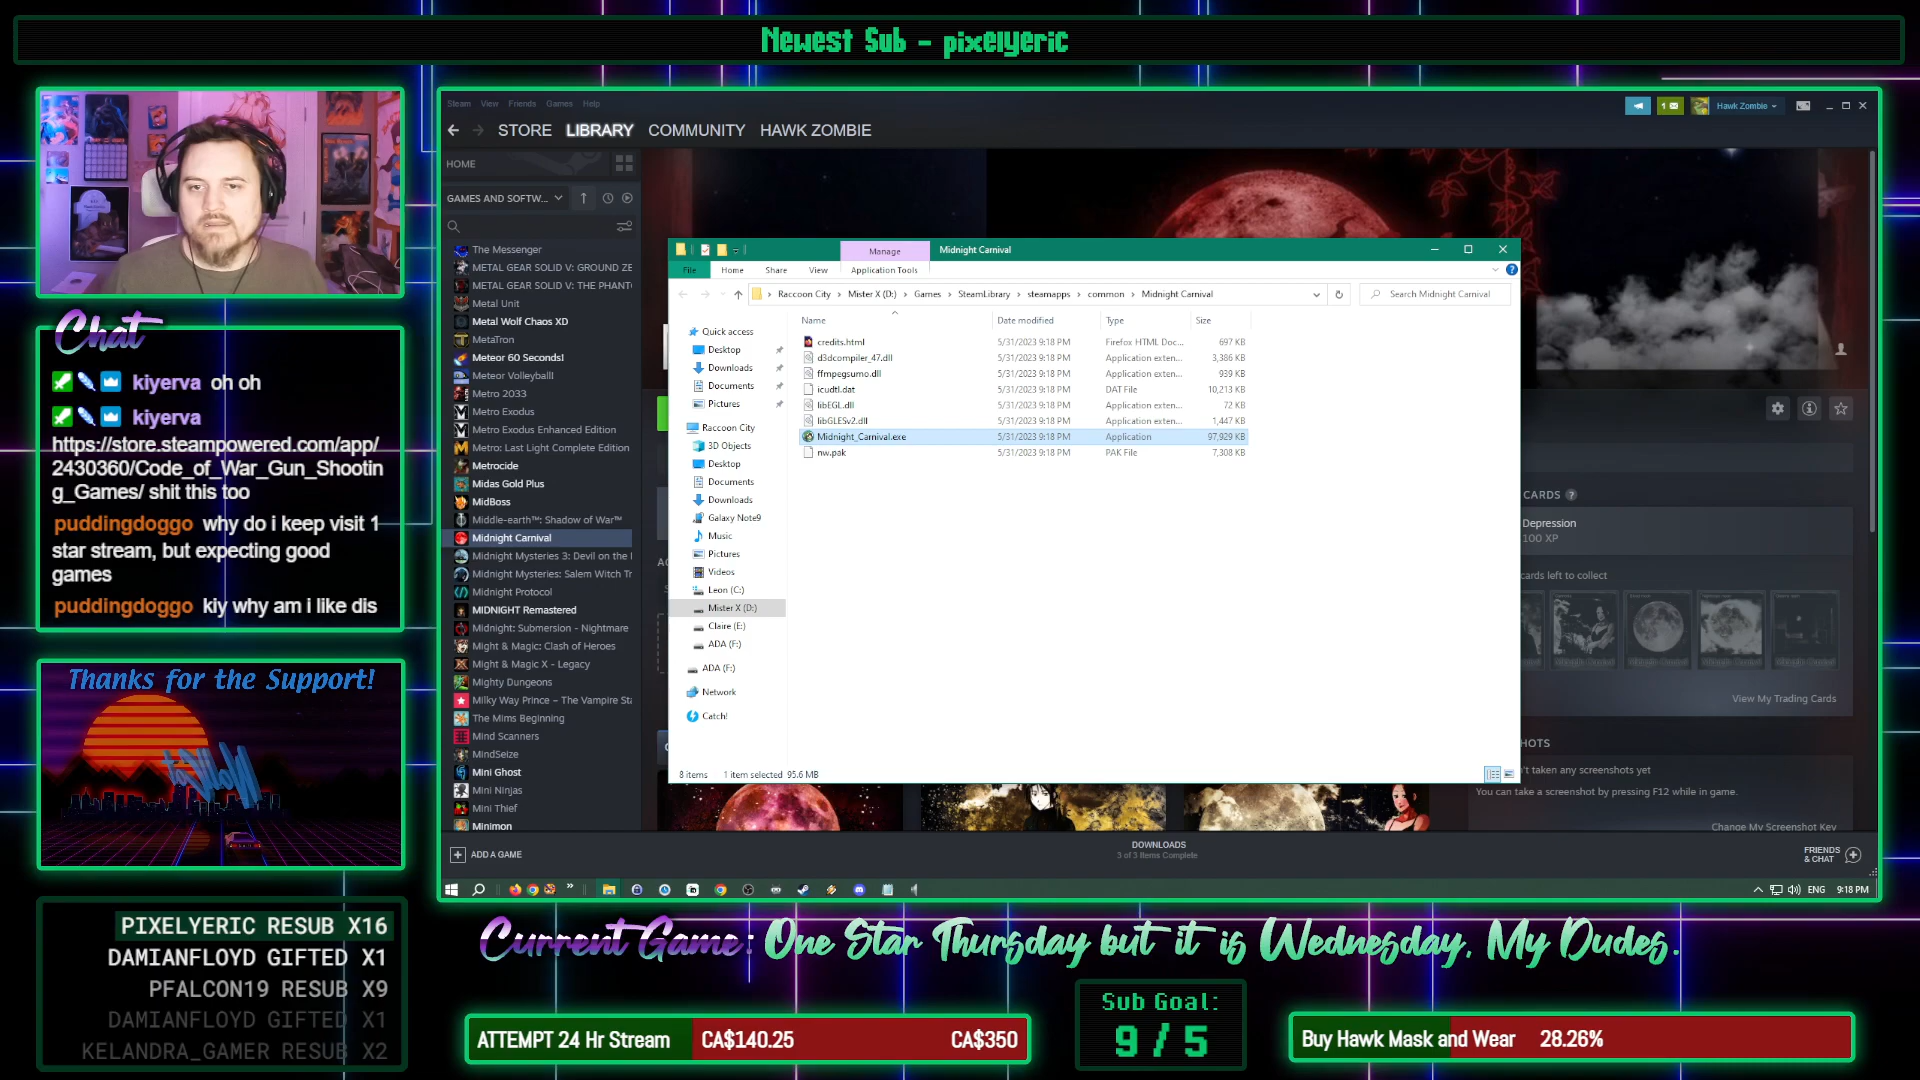 Newest Sub - pixelyeric
Steam View Friends Games Help
1
Hawk Zombie
STORE LIBRARY COMMUNITY HAWK ZOMBIE
HOME
GAMES AND SOFTW...
The Messenger
METAL GEAR SOLID V: GROUND ZE
METAL GEAR SOLID V: THE PHANT
Metal Unit
Metal Wolf Chaos XD
MetaTron
Meteor 60 Seconds!
Meteor Volleyball!
Metro 2033
Metro Exodus
Metro Exodus Enhanced Edition
Metro: Last Light Complete Edition
Metrocide
Midas Gold Plus
MidBoss
Middle-earth™: Shadow of War™
Midnight Carnival
Midnight Mysteries 3: Devil on the
Midnight Mysteries: Salem Witch Tr
Midnight Protocol
MIDNIGHT Remastered
Midnight: Submersion - Nightmare
Might & Magic: Clash of Heroes
Might & Magic X - Legacy
Mighty Dungeons
Milky Way Prince – The Vampire Sta
The Mims Beginning
Mind Scanners
MindSeize
Mini Ghost
Mini Ninjas
Mini Thief
Minimon
ADD A GAME
Manage
Midnight Carnival
File Home Share View Application Tools
Raccoon City Mister X (D:) Games SteamLibrary steamapps common Midnight Carnival
Search Midnight Carnival
Quick access
Desktop
Downloads
Documents
Pictures
Raccoon City
3D Objects
Desktop
Documents
Downloads
Galaxy Note9
Music
Pictures
Videos
Leon (C:)
Mister X (D:)
Claire (E:)
ADA (F:)
ADA (F:)
Network
Catch!
Name Date modified Type Size
credits.html 5/31/2023 9:18 PM Firefox HTML Doc... 697 KB
d3dcompiler_47.dll 5/31/2023 9:18 PM Application exten... 3,386 KB
ffmpegsumo.dll 5/31/2023 9:18 PM Application exten... 939 KB
icudtl.dat 5/31/2023 9:18 PM DAT File 10,213 KB
libEGL.dll 5/31/2023 9:18 PM Application exten... 72 KB
libGLESv2.dll 5/31/2023 9:18 PM Application exten... 1,447 KB
Midnight_Carnival.exe 5/31/2023 9:18 PM Application 97,929 KB
nw.pak 5/31/2023 9:18 PM PAK File 7,308 KB
8 items 1 item selected 95.6 MB
CARDS ?
Depression
100 XP
cards left to collect
View My Trading Cards
HOTS
't taken any screenshots yet
You can take a screenshot by pressing F12 while in game.
Change My Screenshot Key
DOWNLOADS
3 of 3 Items Complete
FRIENDS
& CHAT
ENG 9:18 PM
Chat
kiyerva oh oh
kiyerva
https://store.steampowered.com/app/
2430360/Code_of_War_Gun_Shootin
g_Games/ shit this too
puddingdoggo why do i keep visit 1
star stream, but expecting good
games
puddingdoggo kiy why am i like dis
Thanks for the Support!
PIXELYERIC RESUB X16
DAMIANFLOYD GIFTED X1
PFALCON19 RESUB X9
DAMIANFLOYD GIFTED X1
KELANDRA_GAMER RESUB X2
Current Game: One Star Thursday but it is Wednesday, My Dudes.
ATTEMPT 24 Hr Stream CA$140.25 CA$350
Sub Goal:
9 / 5
Buy Hawk Mask and Wear 28.26%